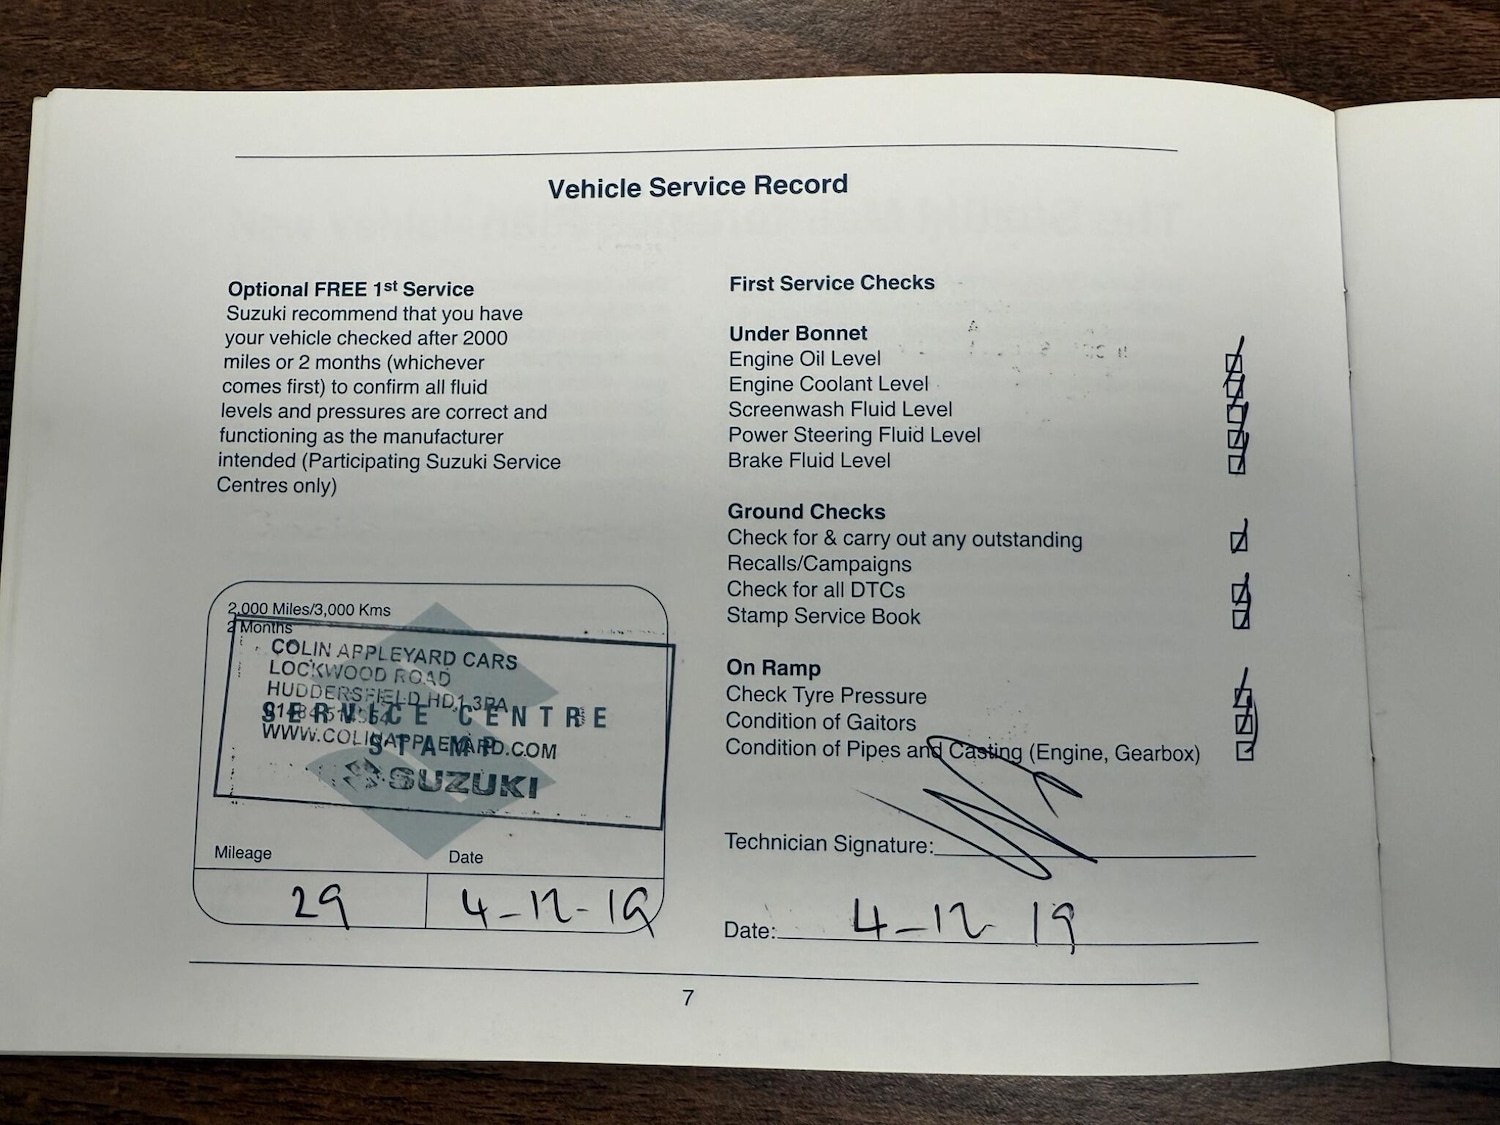 Vehicle Service Record
Optional FREE 1st Service
Suzuki recommend that you have
your vehicle checked after 2000
miles or 2 months (whichever
comes first) to confirm all fluid
levels and pressures are correct and
functioning as the manufacturer
intended (Participating Suzuki Service
Centres only)
2,000 Miles/3,000 Kms
2 Months
COLIN APPLEYARD CARS
LOCKWOOD ROAD
HUDDERSFIELD HD1 3PA
SERVICE CENTRE
WWW.COLINAPPLEYARD.COM
STAMP
SUZUKI
Mileage Date
29 4-12-19
First Service Checks
Under Bonnet
Engine Oil Level
Engine Coolant Level
Screenwash Fluid Level
Power Steering Fluid Level
Brake Fluid Level
Ground Checks
Check for & carry out any outstanding
Recalls/Campaigns
Check for all DTCs
Stamp Service Book
On Ramp
Check Tyre Pressure
Condition of Gaitors
Condition of Pipes and Casting (Engine, Gearbox)
Technician Signature:
Date: 4-12 19
7